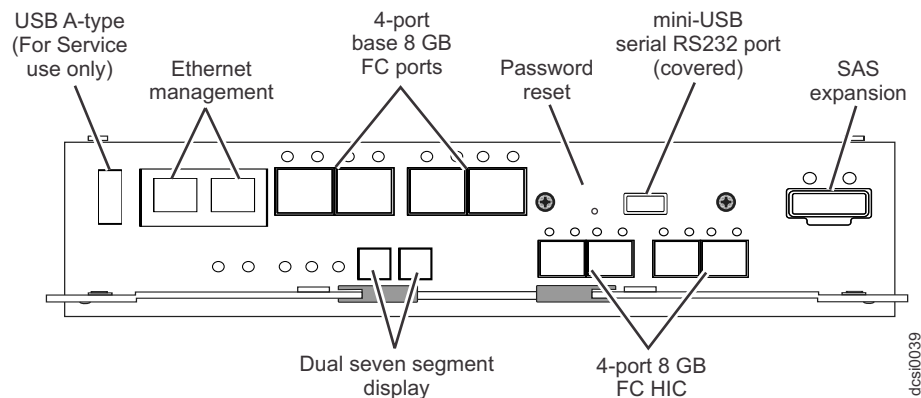 USB A-type
(For Service
use only)
Ethernet
management
4-port
base 8 GB
FC ports
Password
reset
mini-USB
serial RS232 port
(covered)
SAS
expansion
Dual seven segment
display
4-port 8 GB
FC HIC
dcsi0039